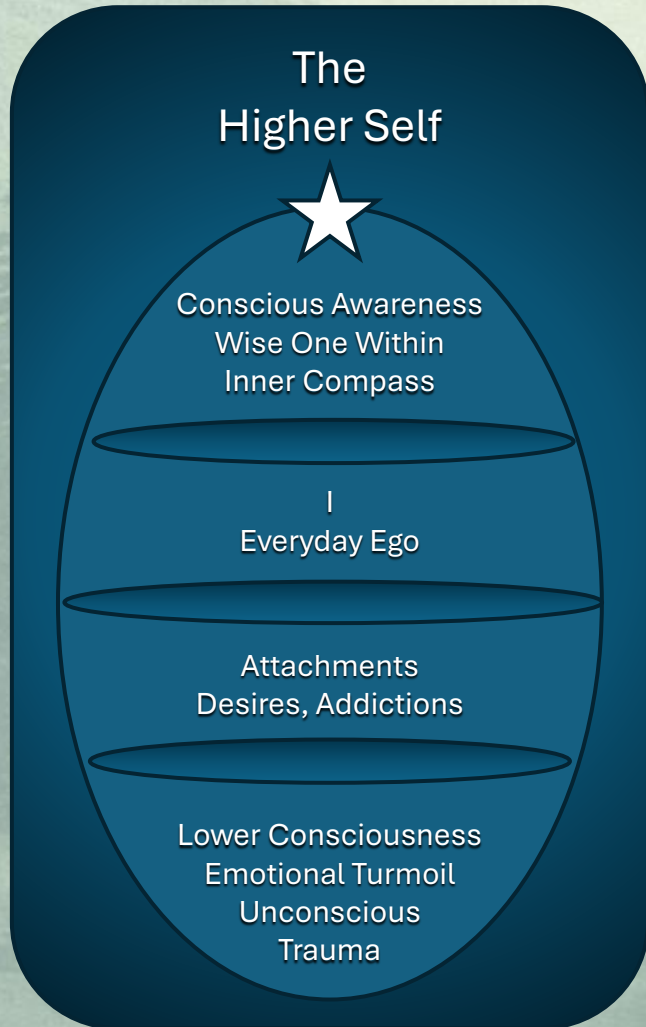 The
Higher Self
Conscious Awareness
Wise One Within
Inner Compass
I
Everyday Ego
Attachments
Desires, Addictions
Lower Consciousness
Emotional Turmoil
Unconscious
Trauma